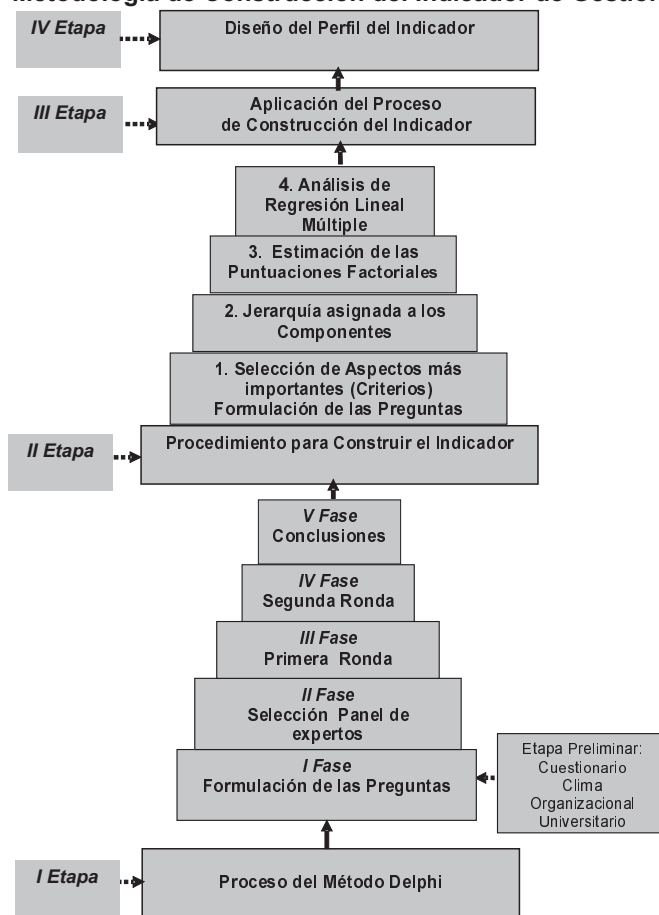 IV Etapa
Diseño del Perfil del Indicador
III Etapa
Aplicación del Proceso
de Construcción del Indicador
4. Análisis de
Regresión Lineal
Múltiple
3. Estimación de las
Puntuaciones Factoriales
2. Jerarquía asignada a los
Componentes
1. Selección de Aspectos más
importantes (Criterios)
Formulación de las Preguntas
II Etapa
Procedimiento para Construir el Indicador
V Fase
Conclusiones
IV Fase
Segunda Ronda
III Fase
Primera Ronda
II Fase
Selección Panel de
expertos
I Fase
Formulación de las Preguntas
Etapa Preliminar:
Cuestionario
Clima
Organizacional
Universitario
I Etapa
Proceso del Método Delphi